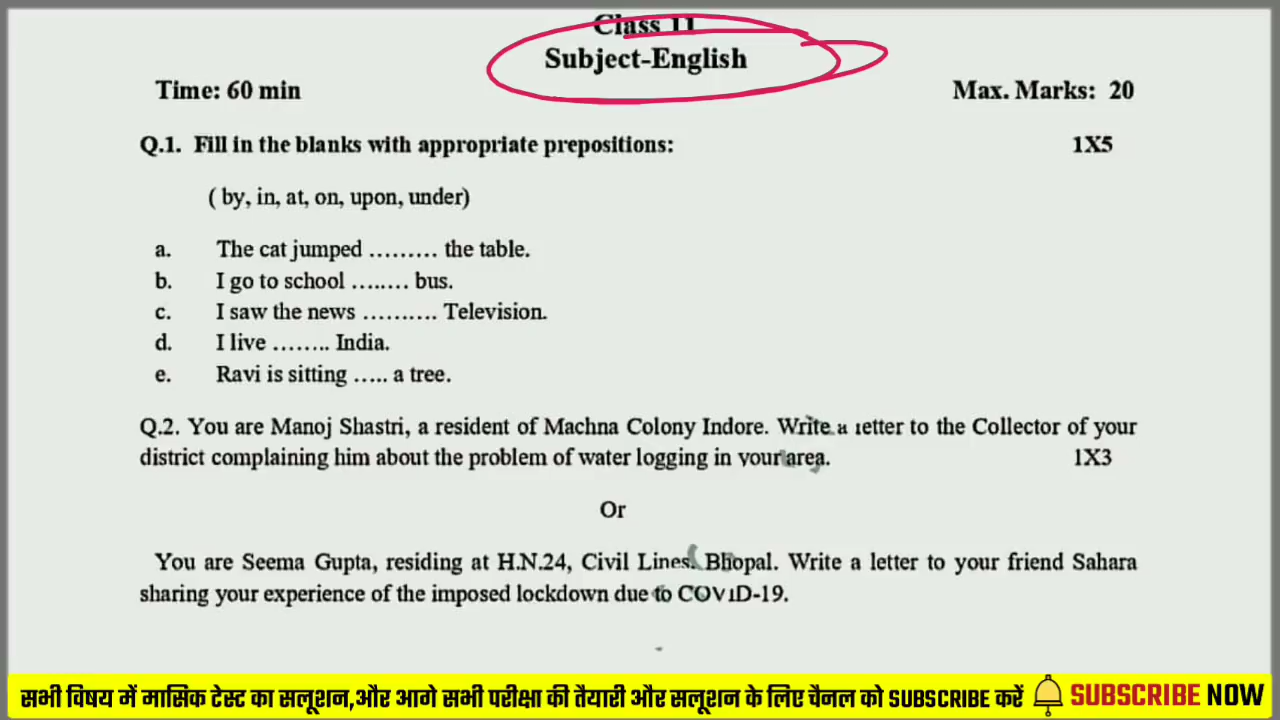 Class 11
Subject-English
Time: 60 min Max. Marks: 20
Q.1. Fill in the blanks with appropriate prepositions: 1X5
( by, in, at, on, upon, under)
a. The cat jumped ……… the table.
b. I go to school …….. bus.
c. I saw the news ………. Television.
d. I live …….. India.
e. Ravi is sitting ….. a tree.
Q.2. You are Manoj Shastri, a resident of Machna Colony Indore. Write a letter to the Collector of your
district complaining him about the problem of water logging in your area. 1X3
Or
You are Seema Gupta, residing at H.N.24, Civil Lines, Bhopal. Write a letter to your friend Sahara
sharing your experience of the imposed lockdown due to COVID-19.
सभी विषय में मासिक टेस्ट का सलूशन,और आगे सभी परीक्षा की तैयारी और सलूशन के लिए चैनल को SUBSCRIBE करें SUBSCRIBE NOW